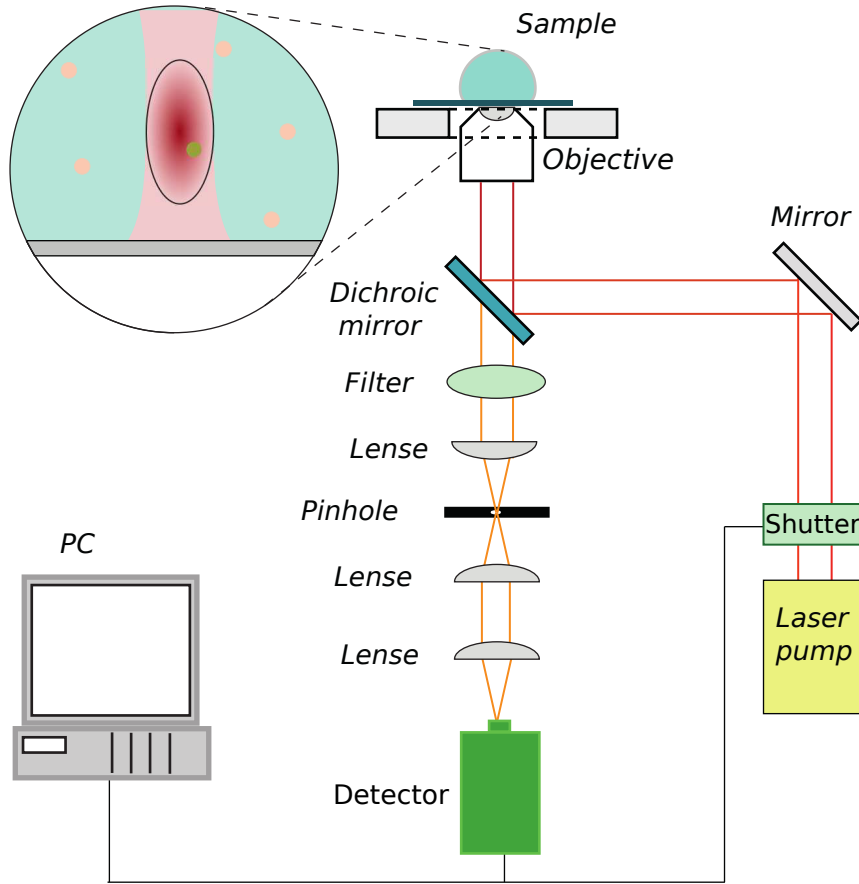 Sample
Objective
Mirror
Dichroic
mirror
Filter
Lense
Pinhole
Shutter
PC
Lense
Laser
pump
Lense
Detector